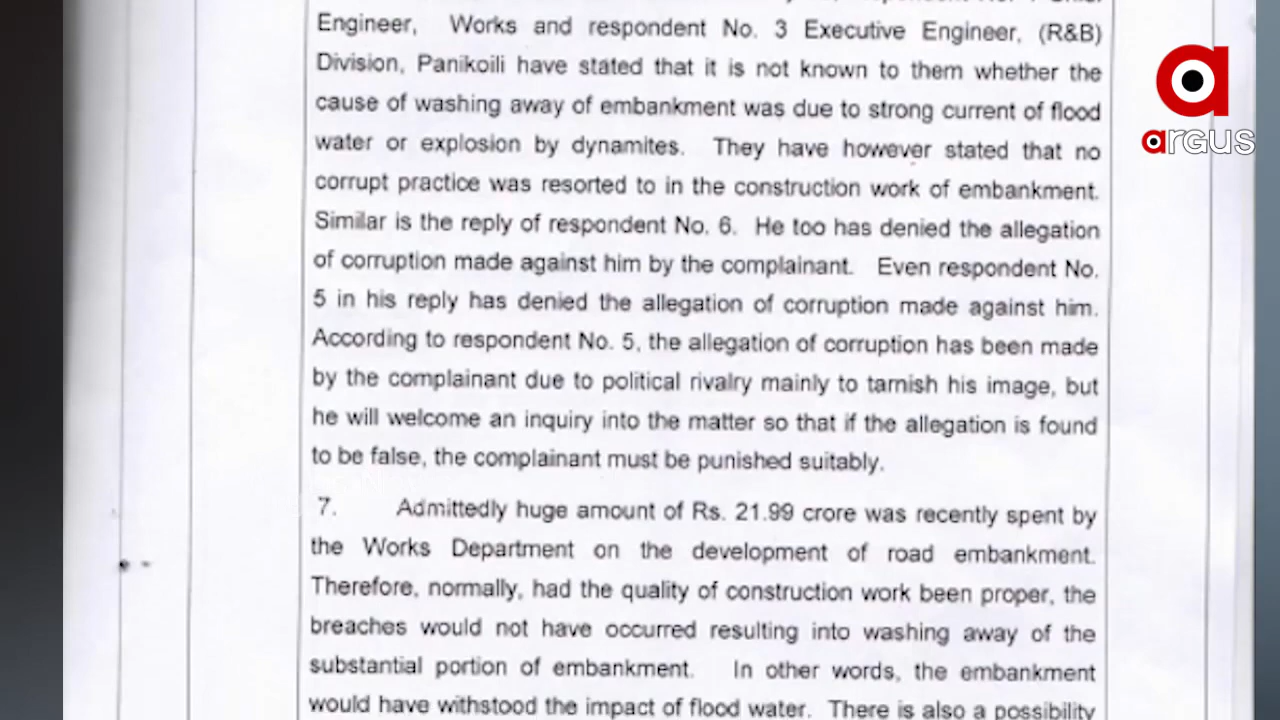 Engineer, Works and respondent No. 3 Executive Engineer, (R&B)
Division, Panikoili have stated that it is not known to them whether the
cause of washing away of embankment was due to strong current of flood
water or explosion by dynamites. They have however stated that no
corrupt practice was resorted to in the construction work of embankment.
Similar is the reply of respondent No. 6. He too has denied the allegation
of corruption made against him by the complainant. Even respondent No.
5 in his reply has denied the allegation of corruption made against him.
According to respondent No. 5, the allegation of corruption has been made
by the complainant due to political rivalry mainly to tarnish his image, but
he will welcome an inquiry into the matter so that if the allegation is found
to be false, the complainant must be punished suitably.
7. Admittedly huge amount of Rs. 21.99 crore was recently spent by
the Works Department on the development of road embankment.
Therefore, normally, had the quality of construction work been proper, the
breaches would not have occurred resulting into washing away of the
substantial portion of embankment. In other words, the embankment
would have withstood the impact of flood water. There is also a possibility
a
argus